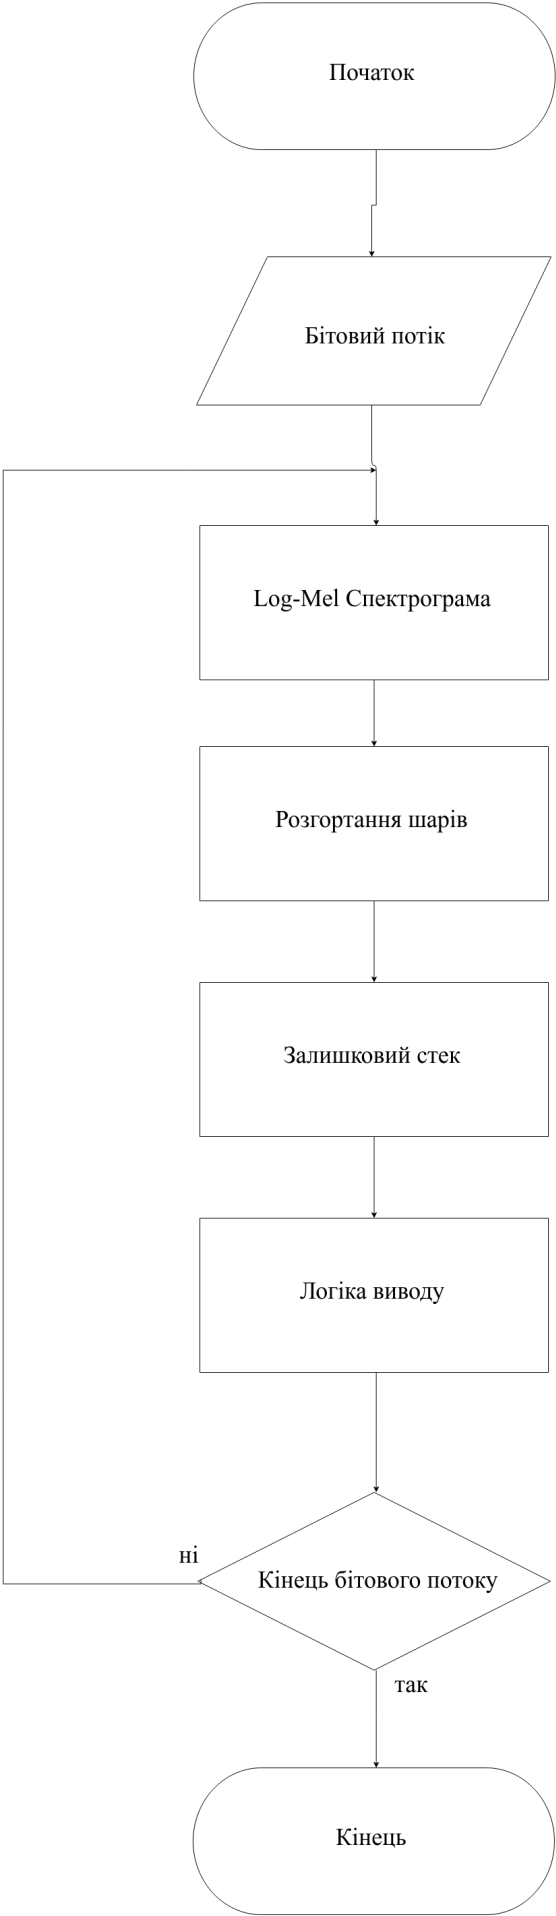 Початок
Бітовий потік
Log-Mel Спектрограма
Розгортання шарів
Залишковий стек
Логіка виводу
ні
Кінець бітового потоку
так
Кінець